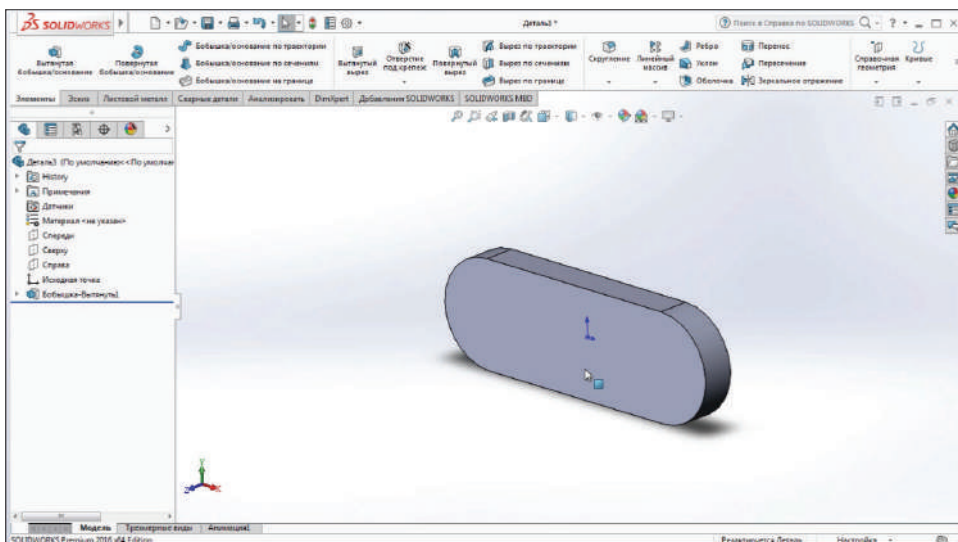 SOLIDWORKS
Деталь3 *
Поиск в Справка по SOLIDWORKS
Вытянутая бобышка/основание
Повернутая бобышка/основание
Бобышка/основание по траектории
Бобышка/основание по сечениям
Бобышка/основание на границе
Вытянутый вырез
Отверстие под крепеж
Повернутый вырез
Вырез по траектории
Вырез по сечениям
Вырез по границе
Скругление
Линейный массив
Ребро
Уклон
Оболочка
Перенос
Пересечение
Зеркальное отражение
Справочная геометрия
Кривые
Элементы
Эскиз
Листовой металл
Сварные детали
Анализировать
DimXpert
Добавления SOLIDWORKS
SOLIDWORKS MBD
Деталь3 (По умолчанию<<По умолчан
History
Примечания
Датчики
Материал <не указан>
Спереди
Сверху
Справа
Исходная точка
Бобышка-Вытянуть1
Y
Z
X
Модель
Трехмерные виды
Анимация1
SOLIDWORKS Premium 2016 x64 Edition
Редактируется Деталь
Настройка